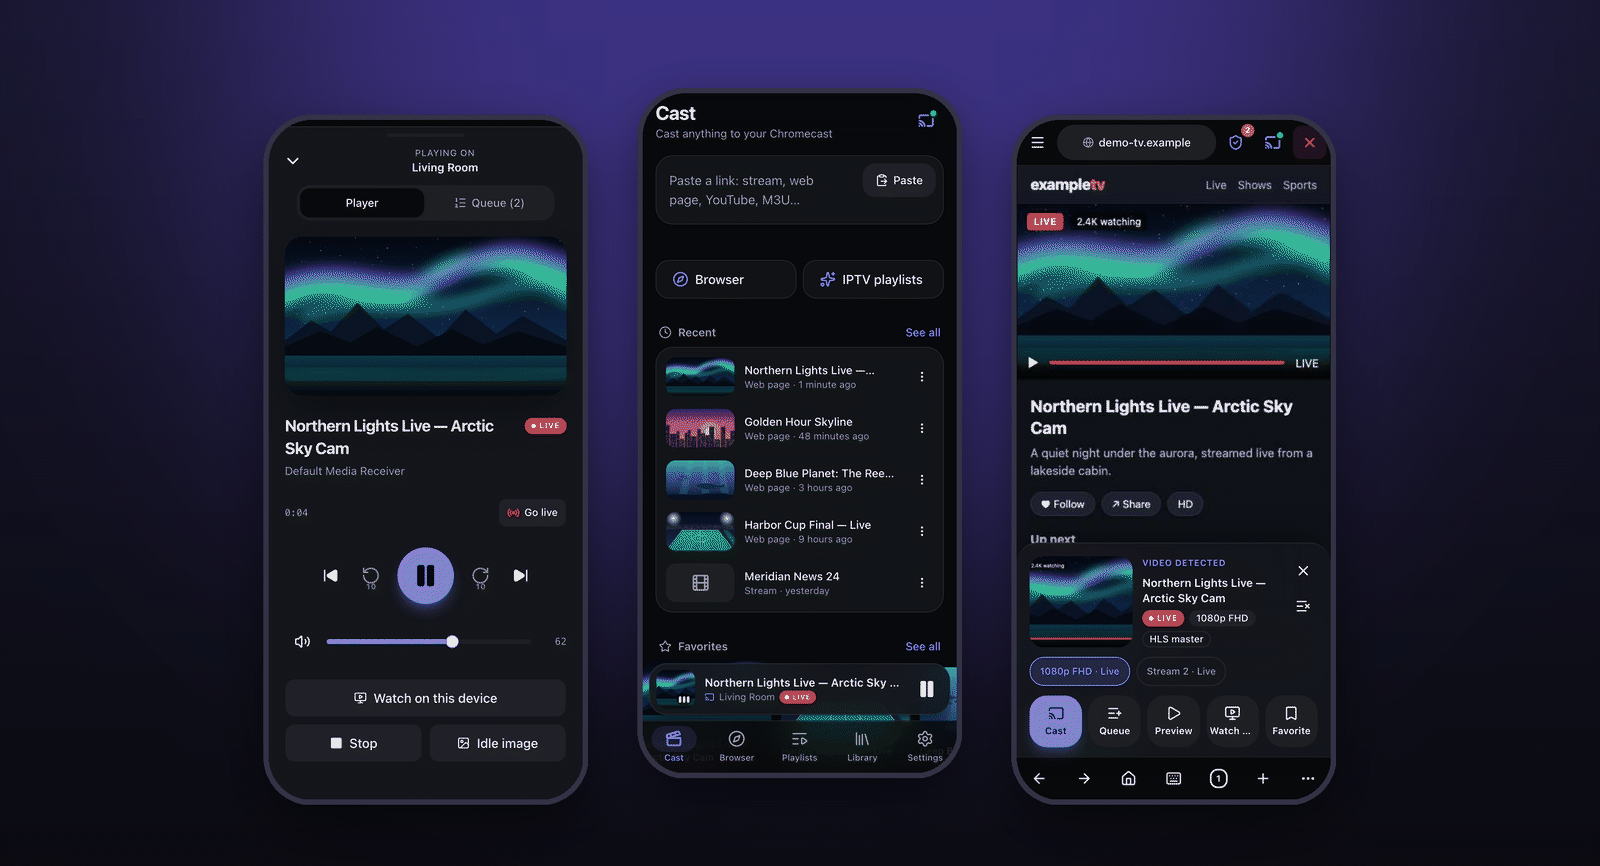 PLAYING ON
Living Room
Player
Queue (2)
Northern Lights Live — Arctic
Sky Cam
LIVE
Default Media Receiver
0:04
Go live
10
10
62
Watch on this device
Stop
Idle image
Cast
Cast anything to your Chromecast
Paste a link: stream, web
page, YouTube, M3U...
Paste
Browser
IPTV playlists
Recent
See all
Northern Lights Live —...
Web page · 1 minute ago
Golden Hour Skyline
Web page · 48 minutes ago
Deep Blue Planet: The Ree...
Web page · 3 hours ago
Harbor Cup Final — Live
Web page · 9 hours ago
Meridian News 24
Stream · yesterday
Favorites
See all
Northern Lights Live — Arctic Sky ...
Living Room
LIVE
Cast
Browser
Playlists
Library
Settings
demo-tv.example
2
exampletv
Live
Shows
Sports
LIVE
2.4K watching
LIVE
Northern Lights Live — Arctic Sky
Cam
A quiet night under the aurora, streamed live from a
lakeside cabin.
Follow
Share
HD
Up next
2.4K watching
VIDEO DETECTED
Northern Lights Live —
Arctic Sky Cam
LIVE
1080p FHD
HLS master
1080p FHD · Live
Stream 2 · Live
Cast
Queue
Preview
Watch ...
Favorite
1